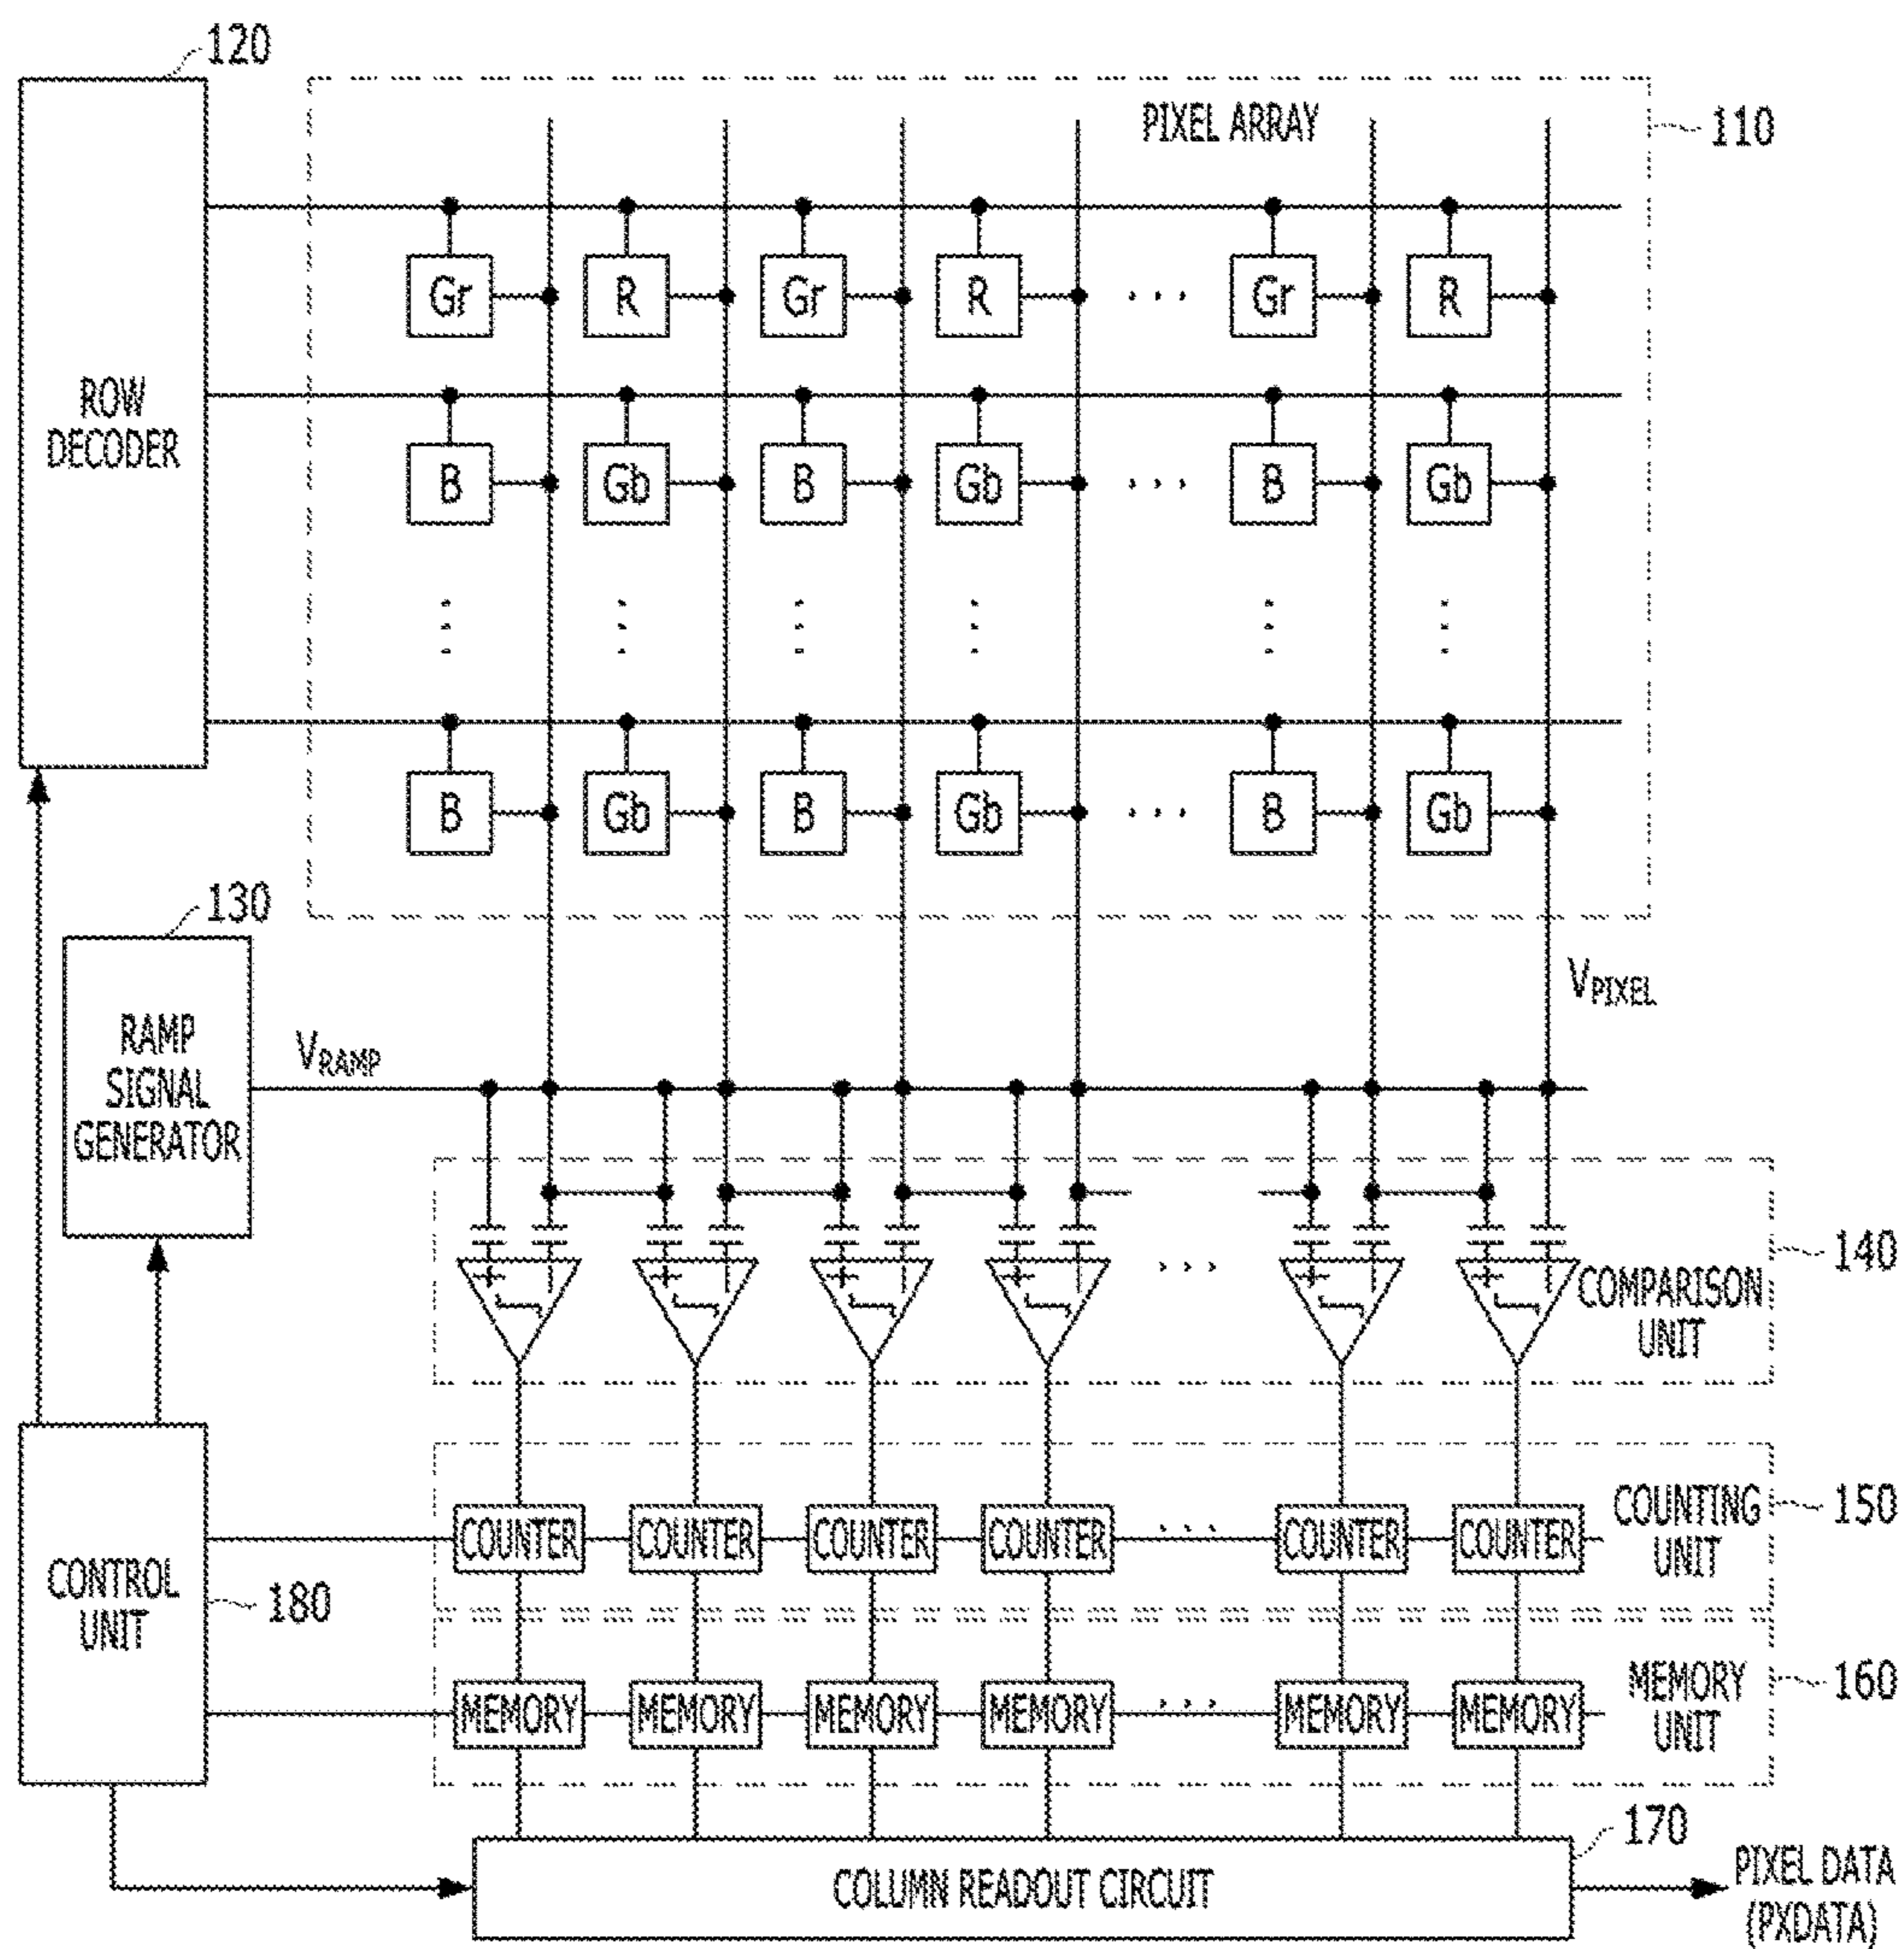 120
PIXEL ARRAY
110
Gr R Gr R ... Gr R
ROW
DECODER
B Gb B Gb ... B Gb
B Gb B Gb ... B Gb
130
RAMP
SIGNAL
GENERATOR
VRAMP
VPIXEL
+ - + - + - + - ... + - + -
140
COMPARISON
UNIT
CONTROL
UNIT
180
COUNTER COUNTER COUNTER COUNTER ... COUNTER COUNTER
COUNTING
UNIT
150
MEMORY MEMORY MEMORY MEMORY ... MEMORY MEMORY
MEMORY
UNIT
160
170
COLUMN READOUT CIRCUIT
PIXEL DATA
(PXDATA)